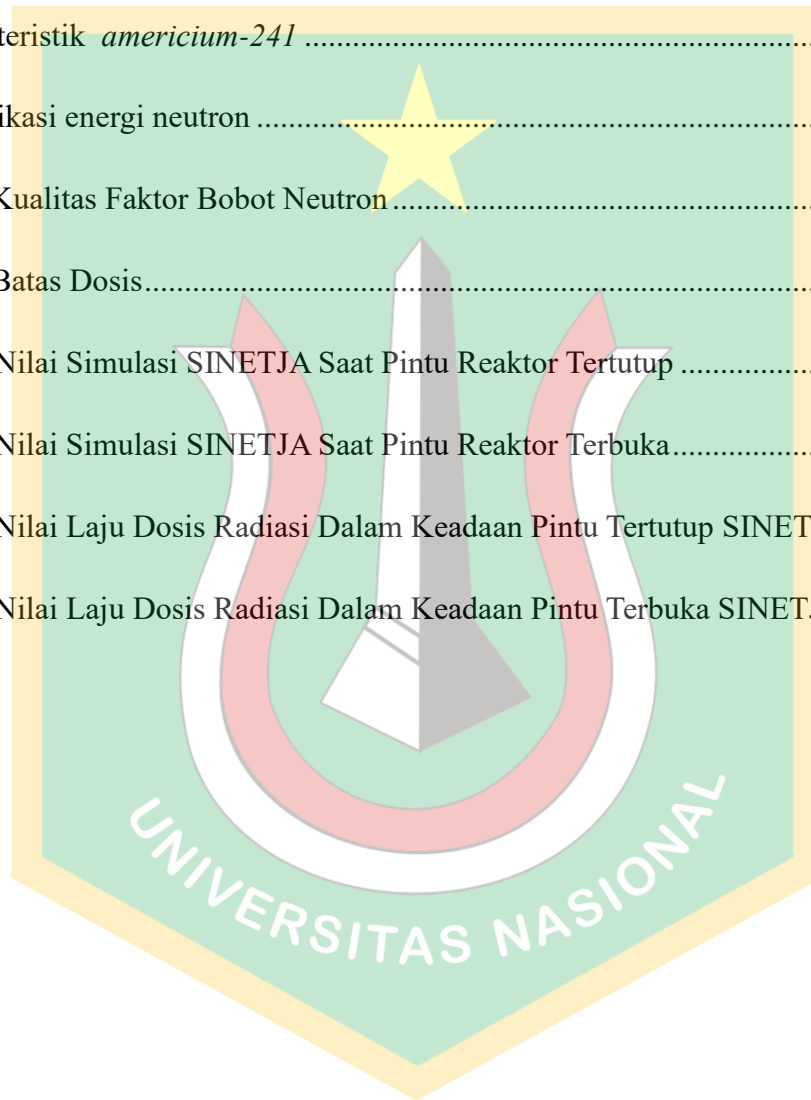 teristik americium-241 ..........
ikasi energi neutron ..........
Kualitas Faktor Bobot Neutron ..........
Batas Dosis ..........
Nilai Simulasi SINETJA Saat Pintu Reaktor Tertutup ..........
Nilai Simulasi SINETJA Saat Pintu Reaktor Terbuka ..........
Nilai Laju Dosis Radiasi Dalam Keadaan Pintu Tertutup SINET
Nilai Laju Dosis Radiasi Dalam Keadaan Pintu Terbuka SINET
UNIVERSITAS NASIONAL